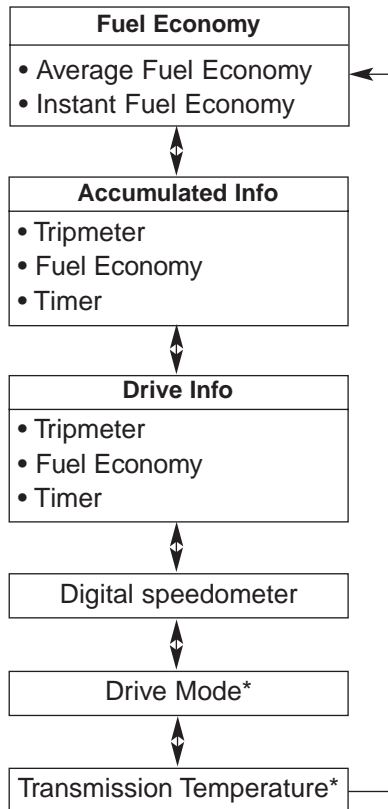 Fuel Economy
• Average Fuel Economy
• Instant Fuel Economy
Accumulated Info
• Tripmeter
• Fuel Economy
• Timer
Drive Info
• Tripmeter
• Fuel Economy
• Timer
Digital speedometer
Drive Mode*
Transmission Temperature*